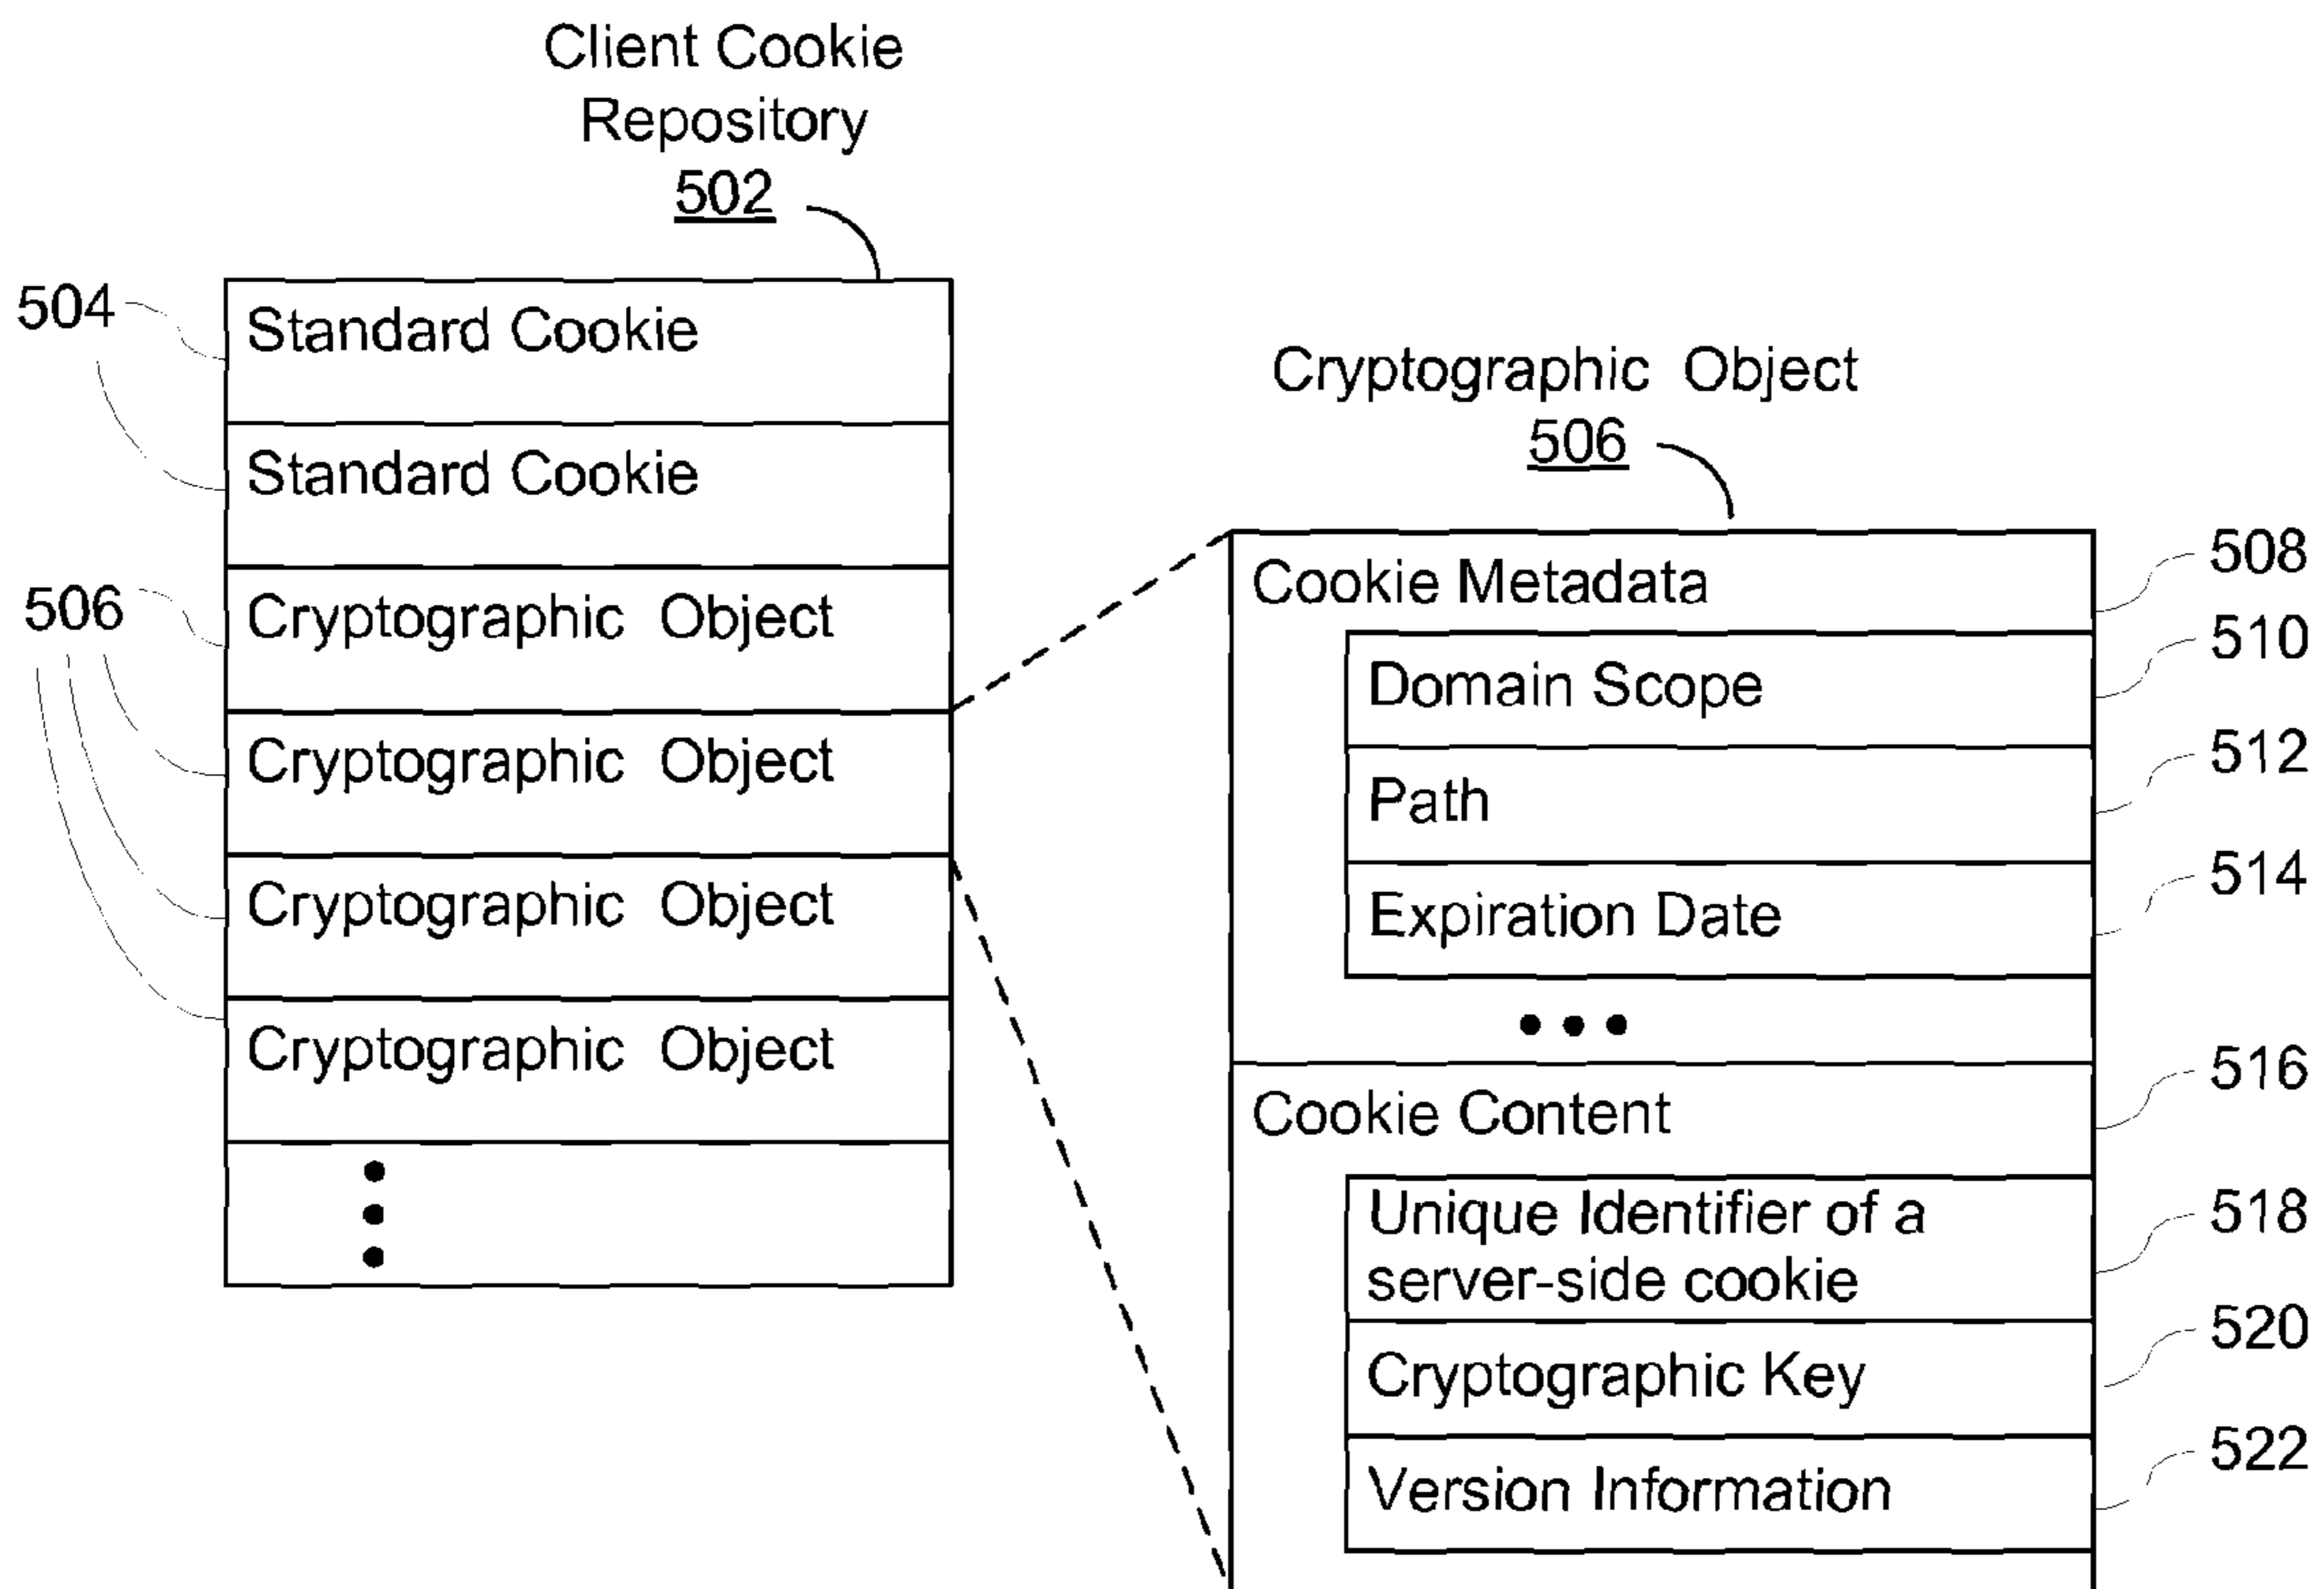 Client Cookie
Repository
502
504
Standard Cookie
Standard Cookie
506
Cryptographic Object
Cryptographic Object
Cryptographic Object
Cryptographic Object
Cryptographic Object
506
Cookie Metadata
508
Domain Scope
510
Path
512
Expiration Date
514
Cookie Content
516
Unique Identifier of a
server-side cookie
518
Cryptographic Key
520
Version Information
522